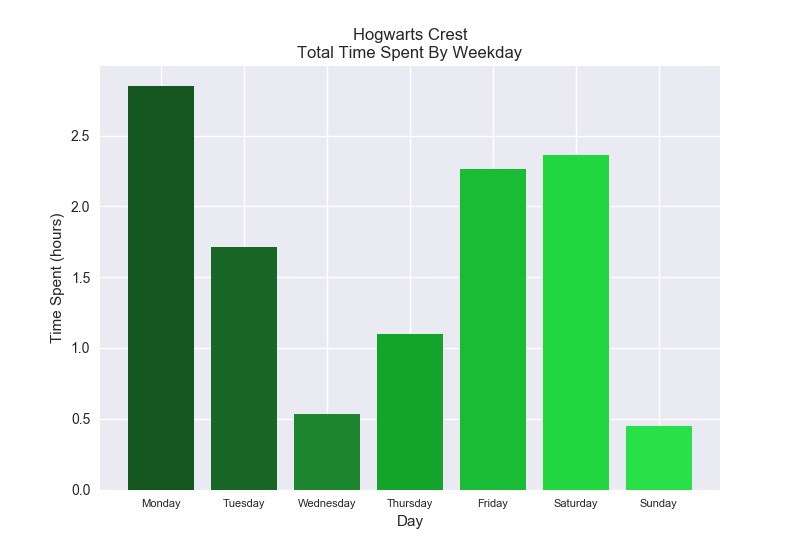 Hogwarts Crest
Total Time Spent By Weekday
Time Spent (hours)
2.5
2.0
1.5
1.0
0.5
0.0
Monday Tuesday Wednesday Thursday Friday Saturday Sunday
Day